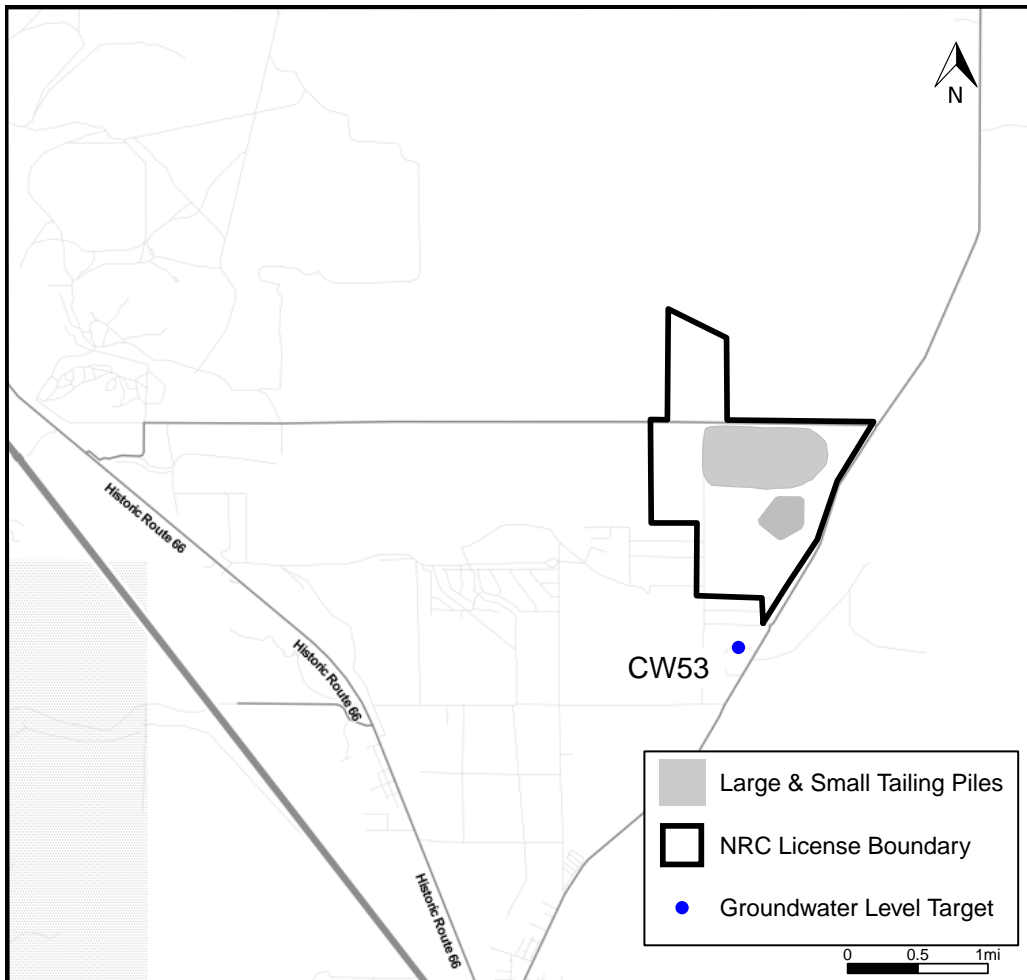 N
Historic Route 66
Historic Route 66
CW53
Large & Small Tailing Piles
NRC License Boundary
Groundwater Level Target
Historic Route 66
0 0.5 1mi